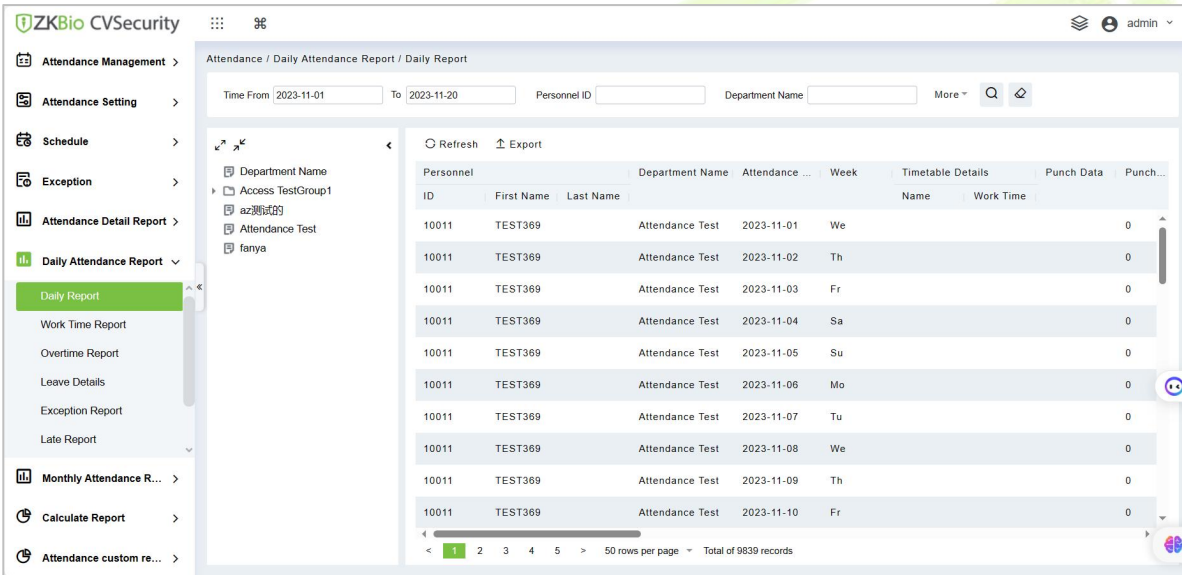 ZKBio CVSecurity
admin
Attendance Management
Attendance Setting
Schedule
Exception
Attendance Detail Report
Daily Attendance Report
Daily Report
Work Time Report
Overtime Report
Leave Details
Exception Report
Late Report
Monthly Attendance R...
Calculate Report
Attendance custom re...
Attendance / Daily Attendance Report / Daily Report
Time From 2023-11-01 To 2023-11-20 Personnel ID Department Name More
Department Name
Access TestGroup1
az测试的
Attendance Test
fanya
Refresh Export
Personnel Department Name Attendance ... Week Timetable Details Punch Data Punch...
ID First Name Last Name Name Work Time
10011 TEST369 Attendance Test 2023-11-01 We 0
10011 TEST369 Attendance Test 2023-11-02 Th 0
10011 TEST369 Attendance Test 2023-11-03 Fr 0
10011 TEST369 Attendance Test 2023-11-04 Sa 0
10011 TEST369 Attendance Test 2023-11-05 Su 0
10011 TEST369 Attendance Test 2023-11-06 Mo 0
10011 TEST369 Attendance Test 2023-11-07 Tu 0
10011 TEST369 Attendance Test 2023-11-08 We 0
10011 TEST369 Attendance Test 2023-11-09 Th 0
10011 TEST369 Attendance Test 2023-11-10 Fr 0
< 1 2 3 4 5 > 50 rows per page Total of 9839 records